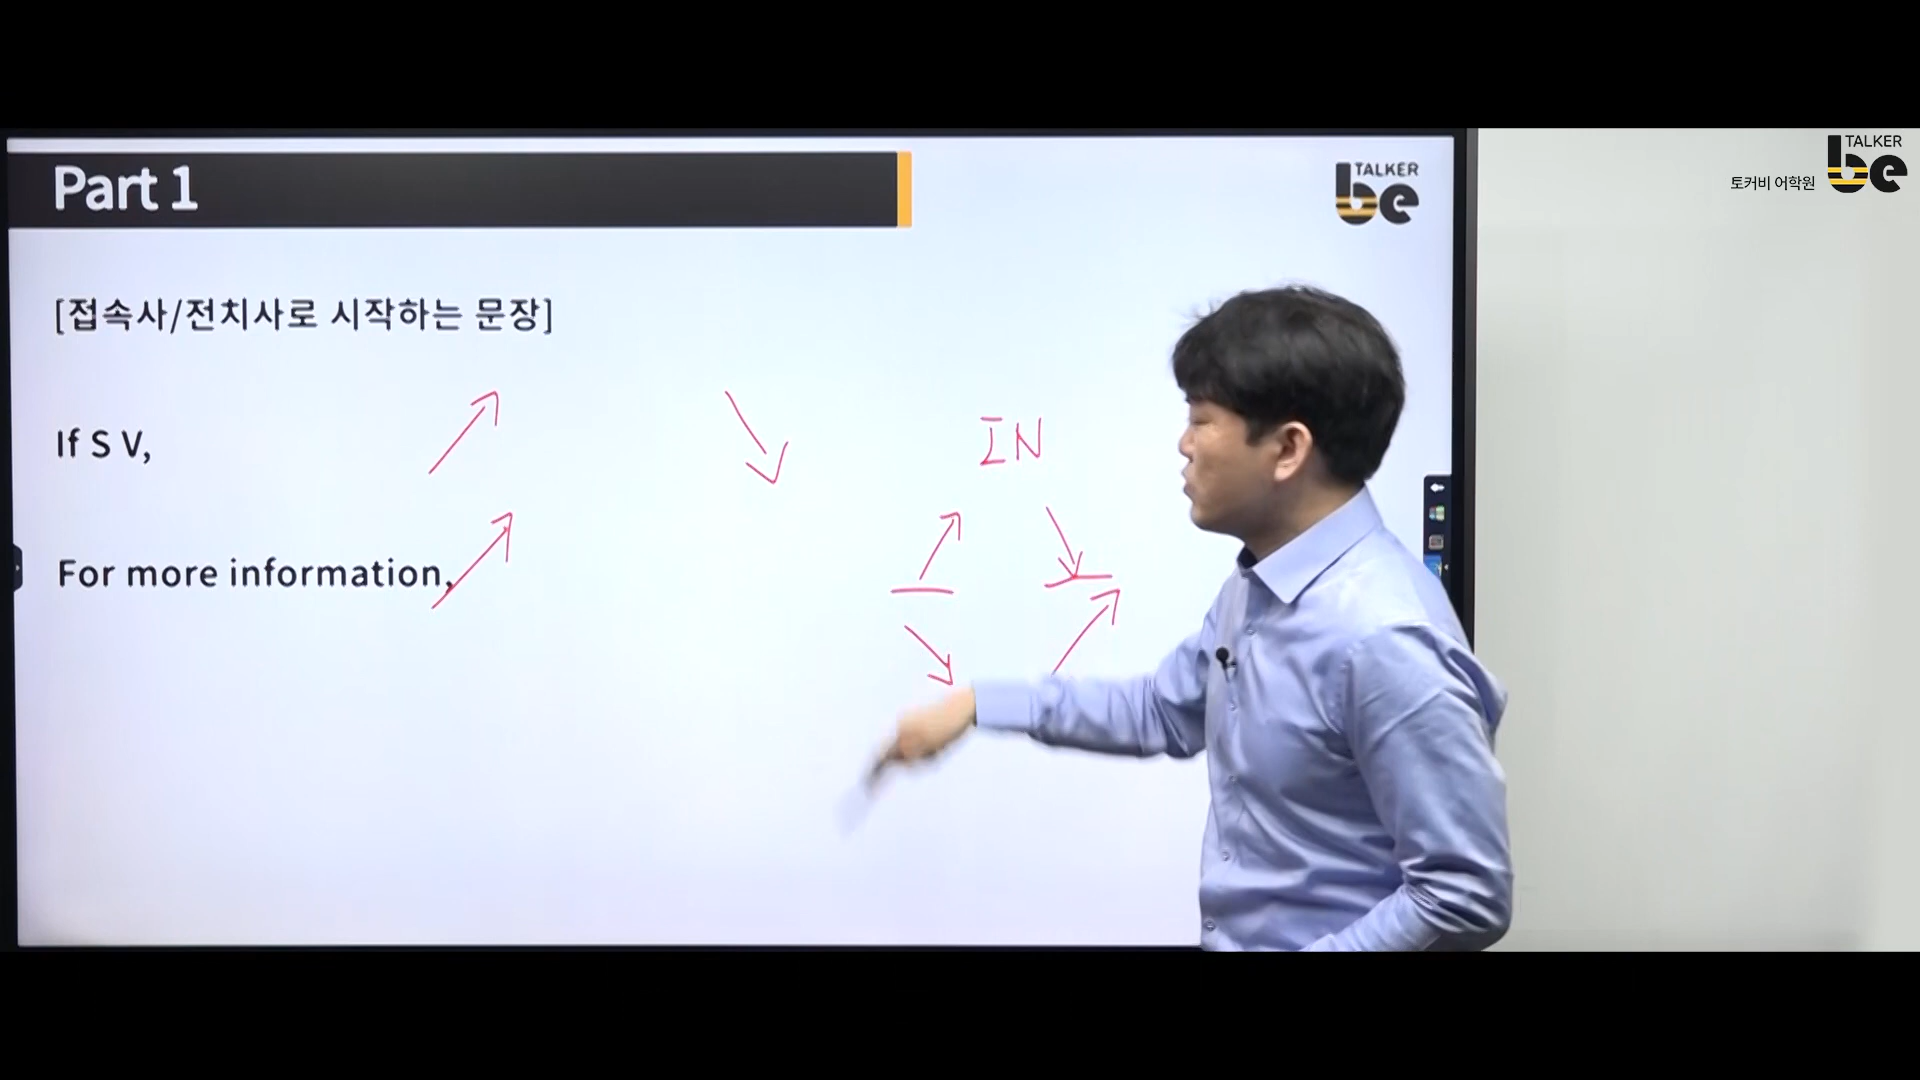 Part 1
TALKER
be
TALKER
be
토커비 어학원
[접속사/전치사로 시작하는 문장]
If S V,
IN
For more information,